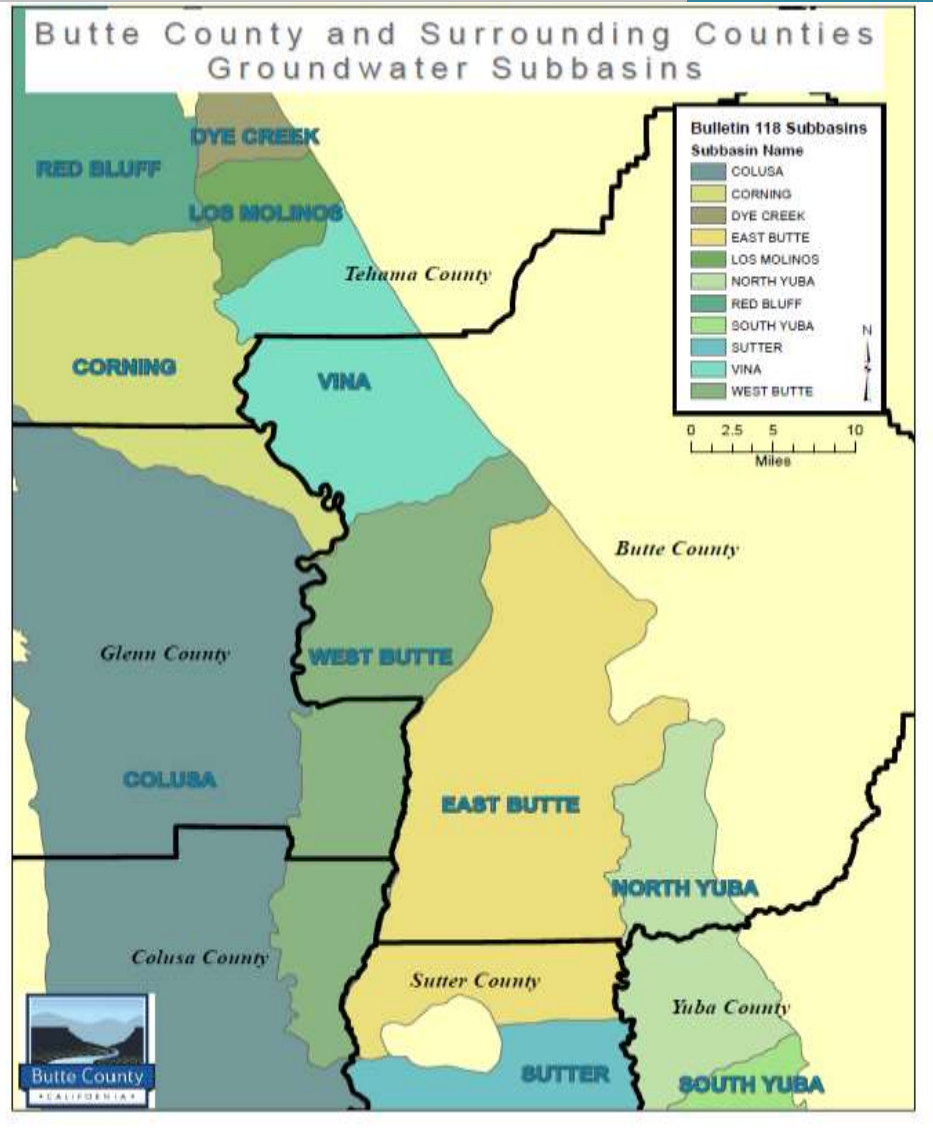 Butte County and Surrounding Counties
Groundwater Subbasins
DYE CREEK
RED BLUFF
LOS MOLINOS
Tehama County
CORNING
VINA
Butte County
Glenn County
WEST BUTTE
COLUSA
EAST BUTTE
NORTH YUBA
Colusa County
Sutter County
Yuba County
SUTTER
SOUTH YUBA
Bulletin 118 Subbasins
Subbasin Name
COLUSA
CORNING
DYE CREEK
EAST BUTTE
LOS MOLINOS
NORTH YUBA
RED BLUFF
SOUTH YUBA
SUTTER
VINA
WEST BUTTE
N
0 2.5 5 10
Miles
Butte County
• CALIFORNIA •